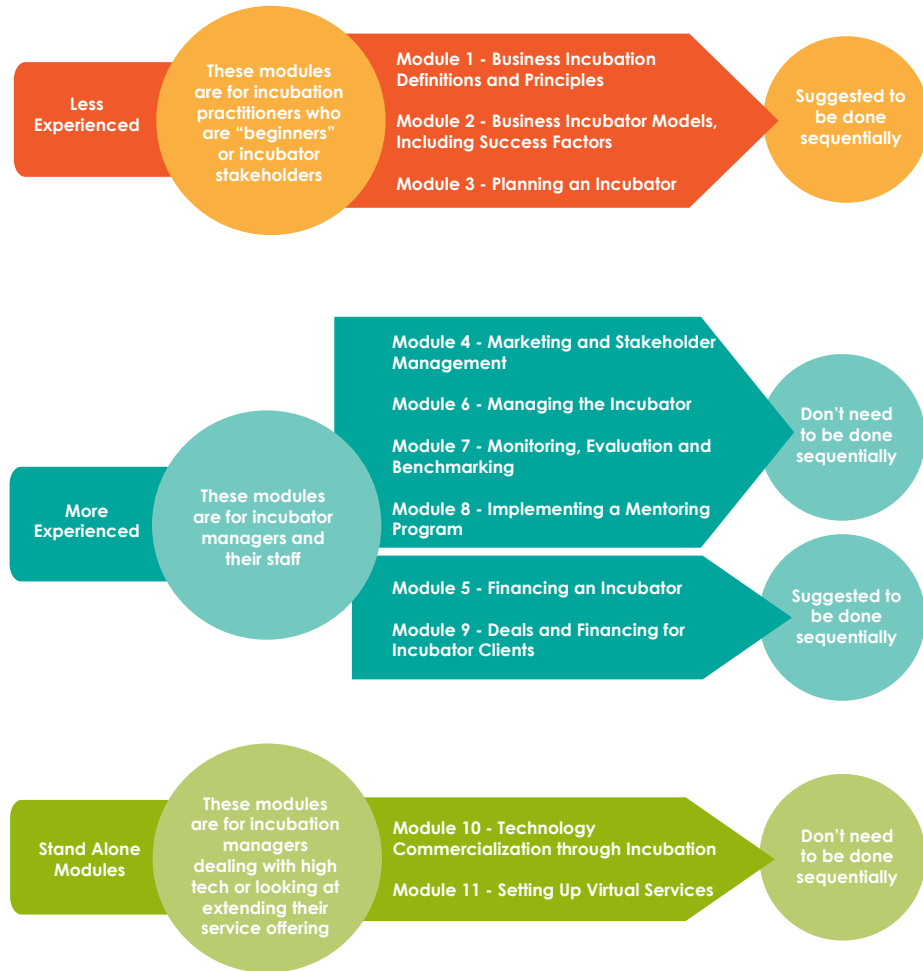 Less
Experienced
These modules
are for incubation
practitioners who
are “beginners”
or incubator
stakeholders
Module 1 - Business Incubation
Definitions and Principles
Module 2 - Business Incubator Models,
Including Success Factors
Module 3 - Planning an Incubator
Suggested to
be done
sequentially
More
Experienced
These modules
are for incubator
managers and
their staff
Module 4 - Marketing and Stakeholder
Management
Module 6 - Managing the Incubator
Module 7 - Monitoring, Evaluation and
Benchmarking
Module 8 - Implementing a Mentoring
Program
Don’t need
to be done
sequentially
Module 5 - Financing an Incubator
Module 9 - Deals and Financing for
Incubator Clients
Suggested to
be done
sequentially
Stand Alone
Modules
These modules
are for incubation
managers
dealing with high
tech or looking at
extending their
service offering
Module 10 - Technology
Commercialization through Incubation
Module 11 - Setting Up Virtual Services
Don’t need
to be done
sequentially